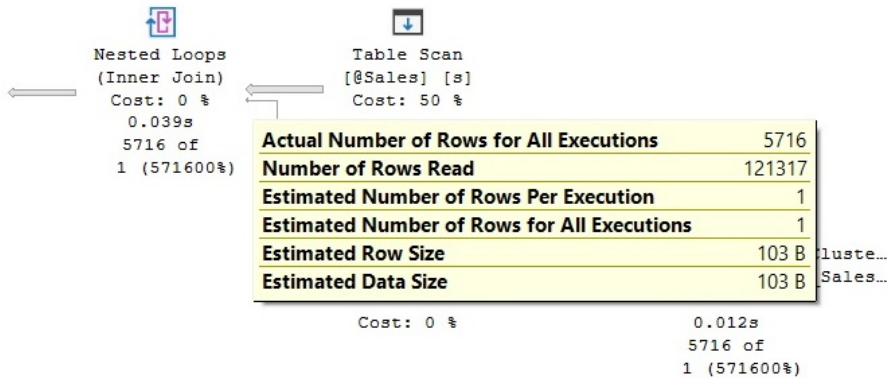 Nested Loops
(Inner Join)
Cost: 0 %
0.039s
5716 of
1 (571600%)
Table Scan
[@Sales] [s]
Cost: 50 %
Actual Number of Rows for All Executions 5716
Number of Rows Read 121317
Estimated Number of Rows Per Execution 1
Estimated Number of Rows for All Executions 1
Estimated Row Size 103 B
Estimated Data Size 103 B
Cost: 0 %
0.012s
5716 of
1 (571600%)